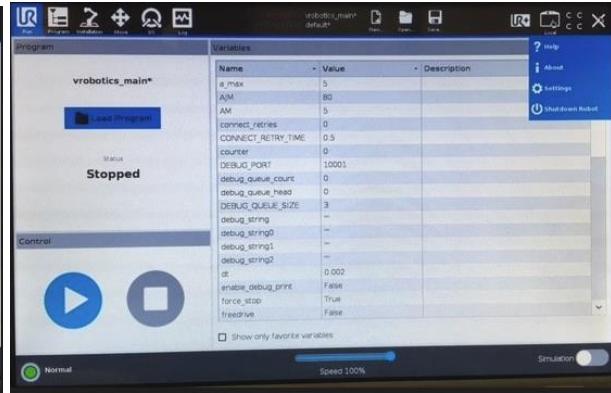 UR
Run
Program
Installation
Move
I/O
Log
vrobotics_main*
default*
New...
Open...
Save...
UR+
Local
Program
Variables
? Help
i About
Settings
Shutdown Robot
vrobotics_main*
Load Program
Status
Stopped
Control
Name Value Description
a_max 5
AJM 80
AM 5
connect_retries 0
CONNECT_RETRY_TIME 0.5
counter 0
DEBUG_PORT 10001
debug_queue_count 0
debug_queue_head 0
DEBUG_QUEUE_SIZE 3
debug_string ""
debug_string0 ""
debug_string1 ""
debug_string2 ""
dt 0.002
enable_debug_print False
force_stop True
freedrive False
Show only favorite variables
Normal
Speed 100%
Simulation